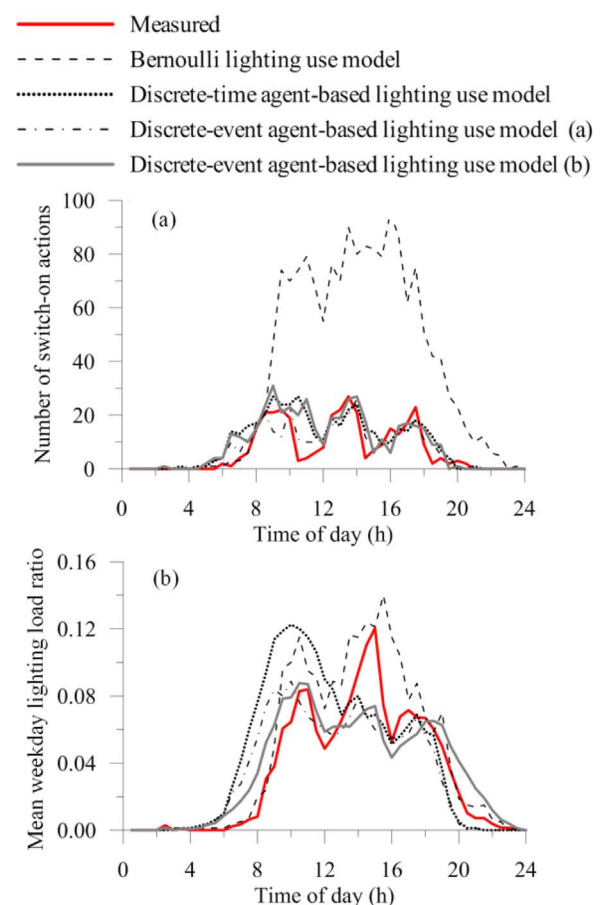 Measured
Bernoulli lighting use model
Discrete-time agent-based lighting use model
Discrete-event agent-based lighting use model (a)
Discrete-event agent-based lighting use model (b)
(a)
Number of switch-on actions
100
80
60
40
20
0
0 4 8 12 16 20 24
Time of day (h)
(b)
Mean weekday lighting load ratio
0.16
0.12
0.08
0.04
0.00
0 4 8 12 16 20 24
Time of day (h)